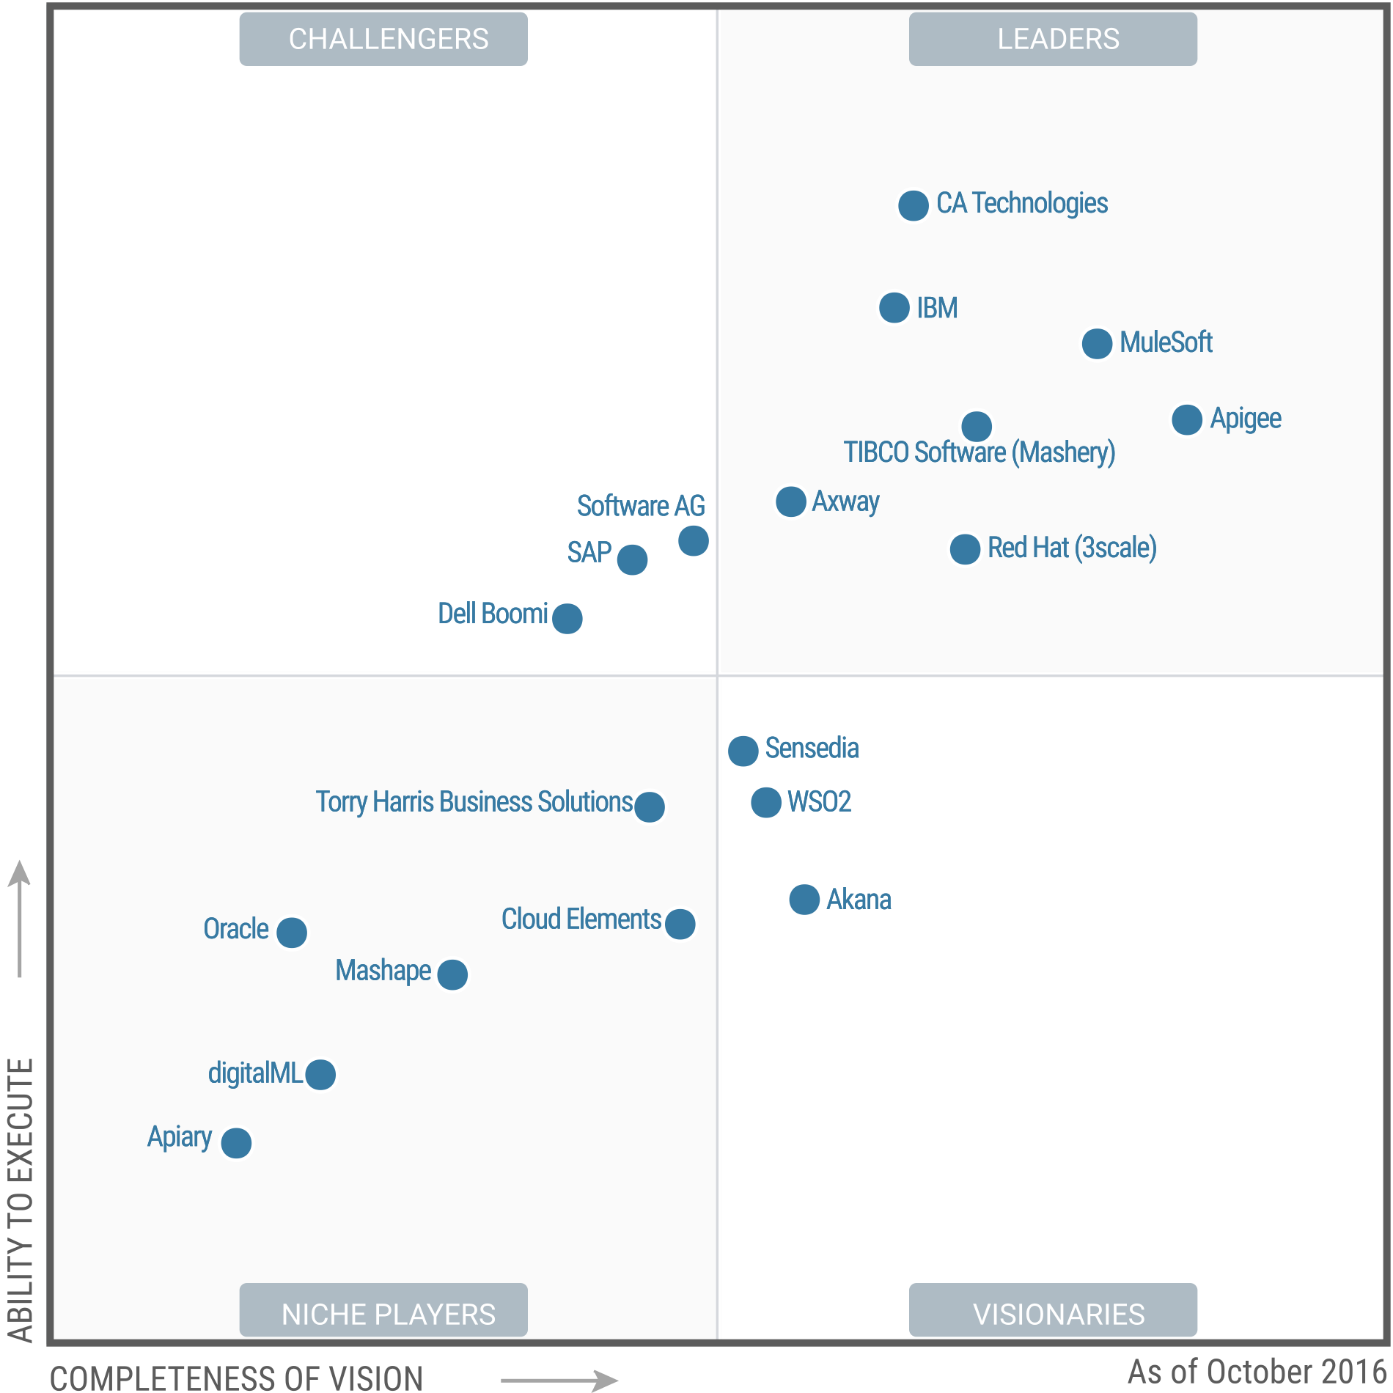 CHALLENGERS
LEADERS
CA Technologies
IBM
MuleSoft
Apigee
TIBCO Software (Mashery)
Axway
Software AG
Red Hat (3scale)
SAP
Dell Boomi
Sensedia
Torry Harris Business Solutions
WSO2
Akana
Cloud Elements
Oracle
Mashape
digitalML
Apiary
NICHE PLAYERS
VISIONARIES
ABILITY TO EXECUTE
COMPLETENESS OF VISION
As of October 2016